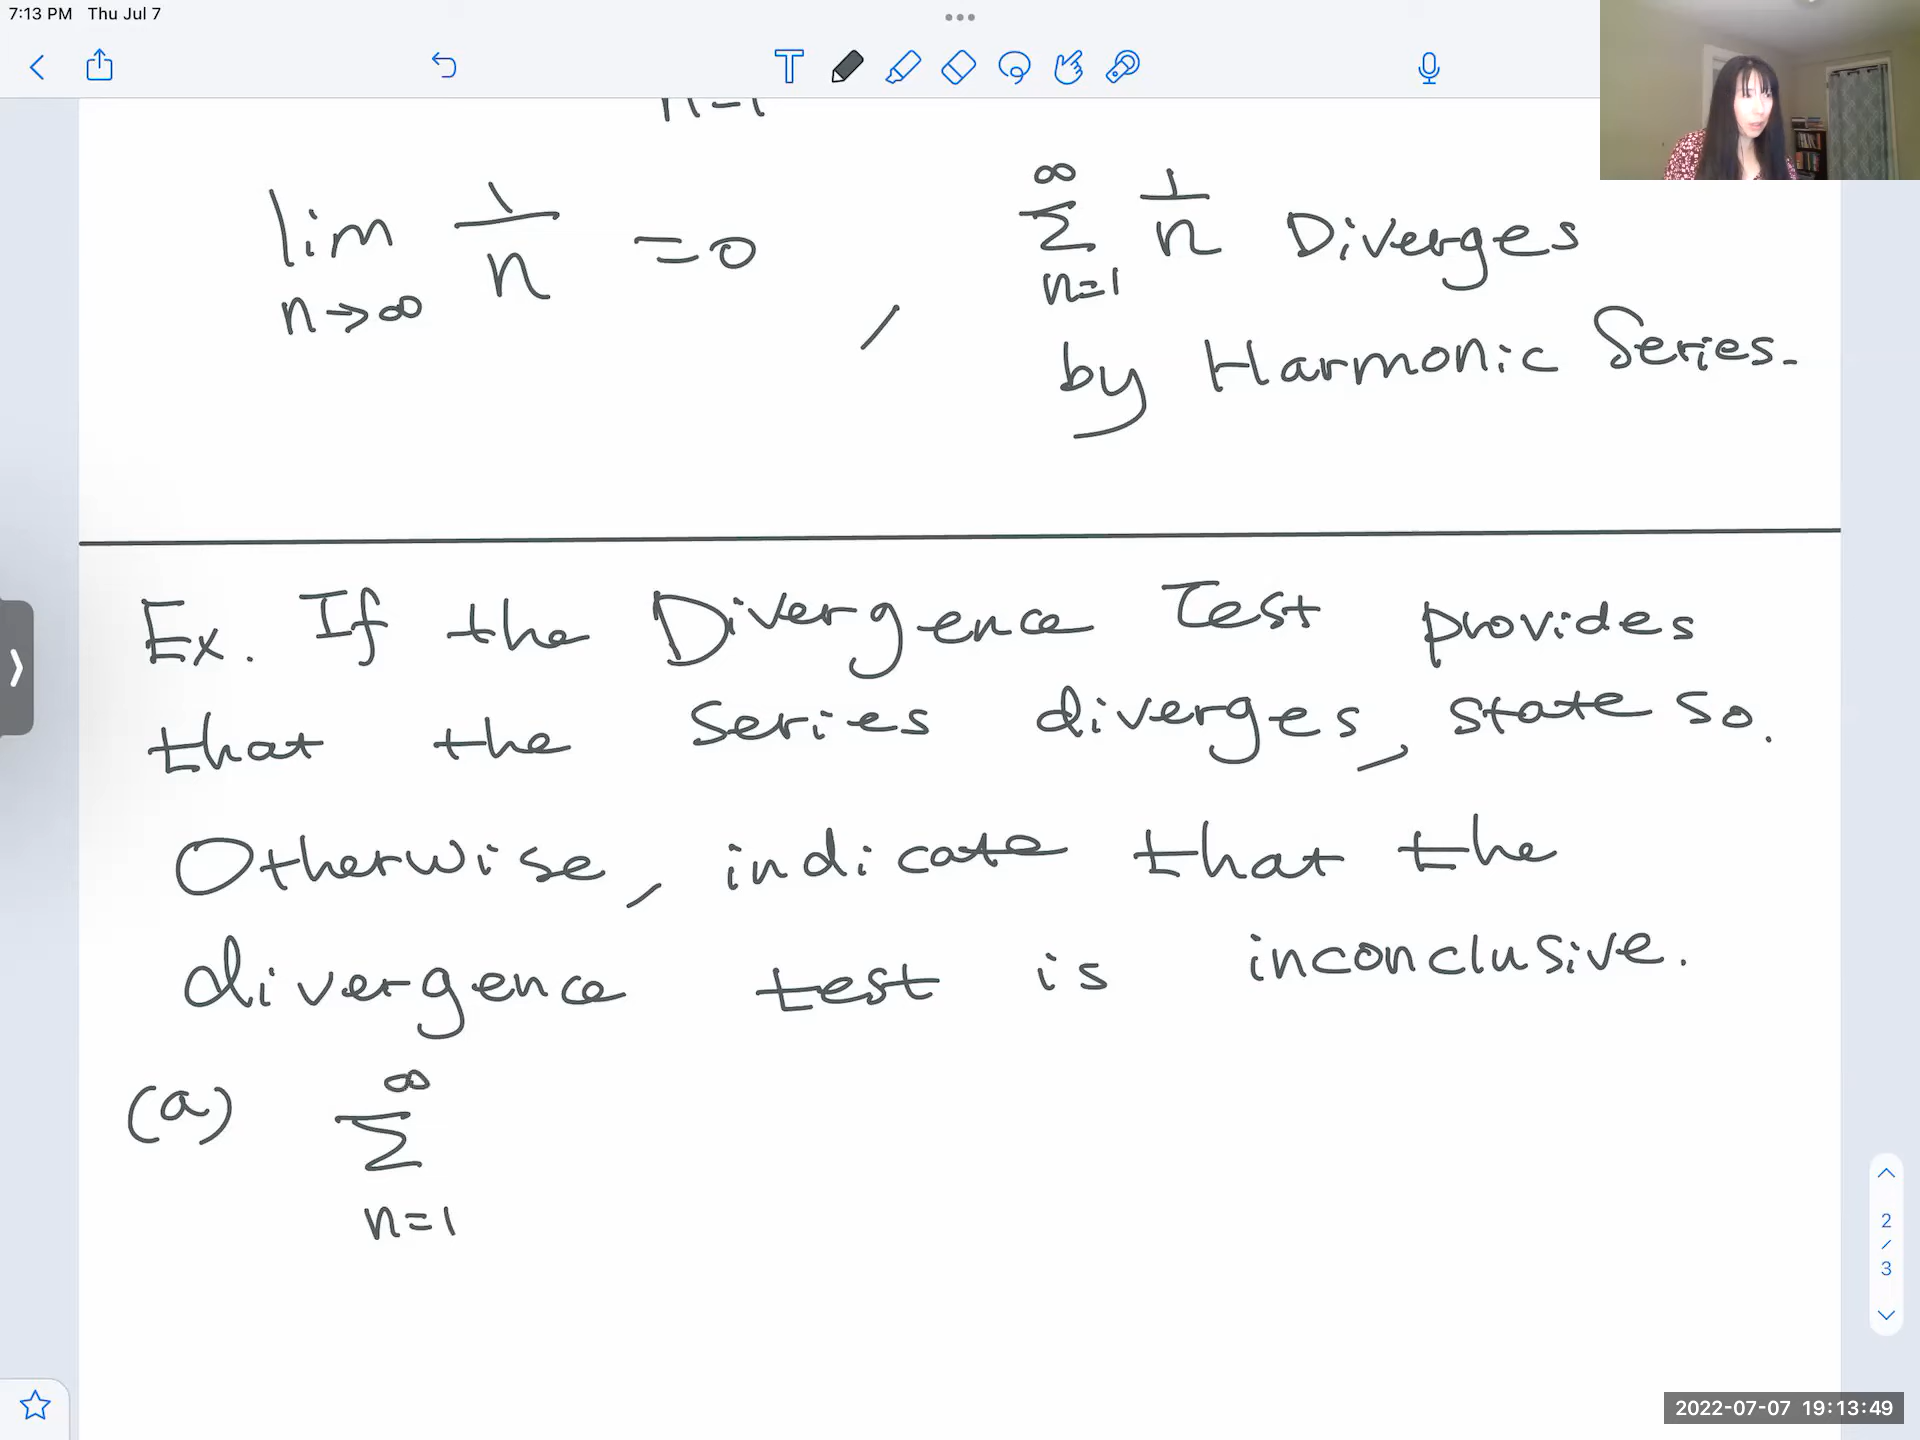 7:13 PM Thu Jul 7
n=1
lim n→∞ 1/n = 0 , ∞ Σ n=1 1/n Diverges
by Harmonic Series.
Ex. If the Divergence Test provides
that the series diverges, state so.
Otherwise, indicate that the
divergence test is inconclusive.
(a) ∞ Σ n=1
2
/
3
2022-07-07 19:13:49